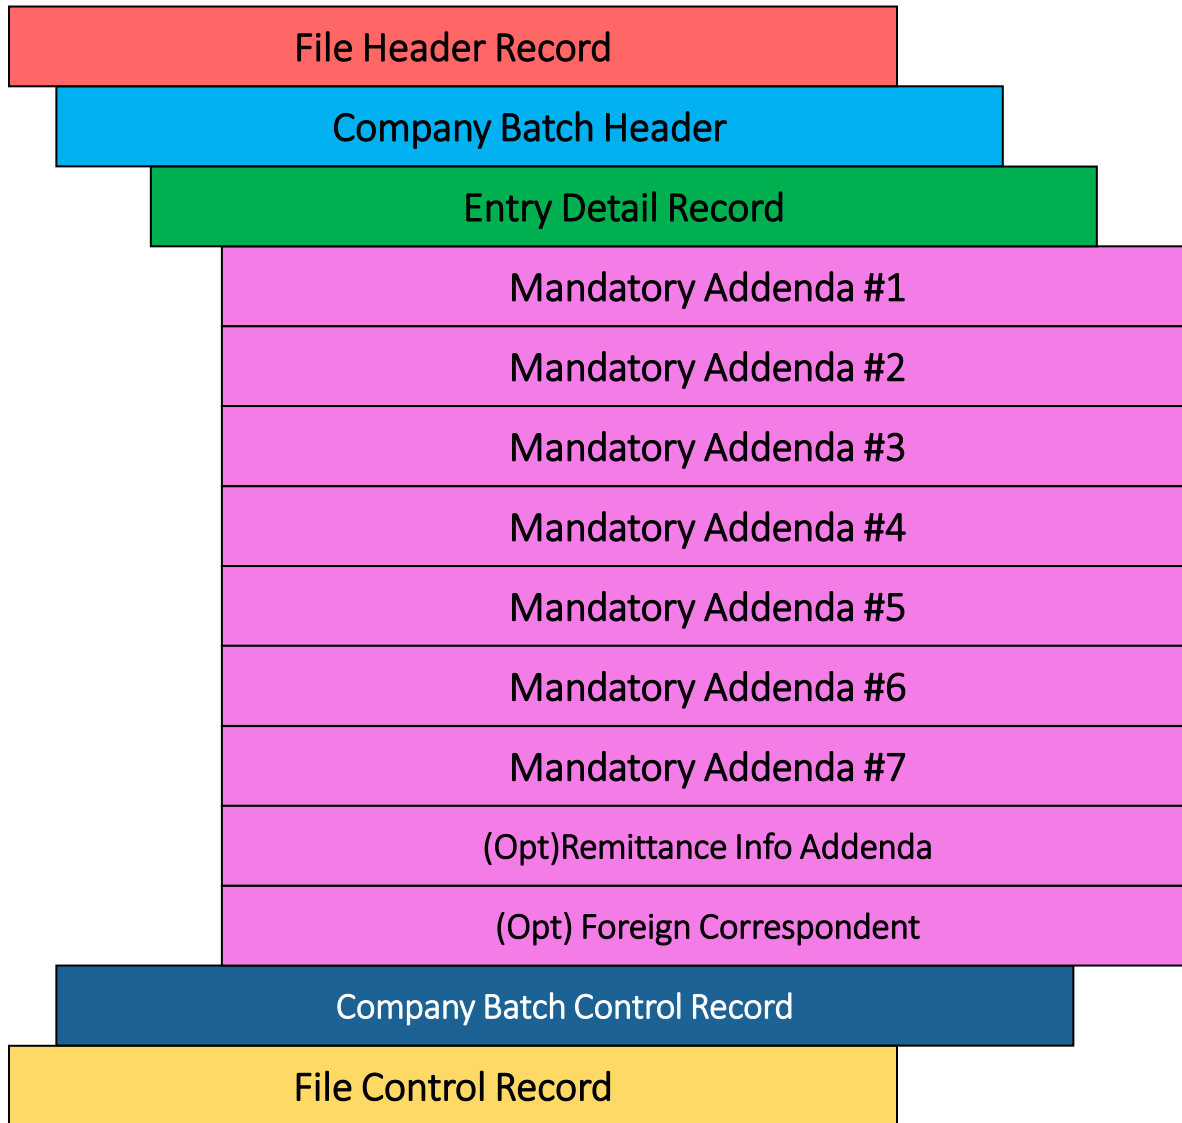 File Header Record
Company Batch Header
Entry Detail Record
Mandatory Addenda #1
Mandatory Addenda #2
Mandatory Addenda #3
Mandatory Addenda #4
Mandatory Addenda #5
Mandatory Addenda #6
Mandatory Addenda #7
(Opt)Remittance Info Addenda
(Opt) Foreign Correspondent
Company Batch Control Record
File Control Record